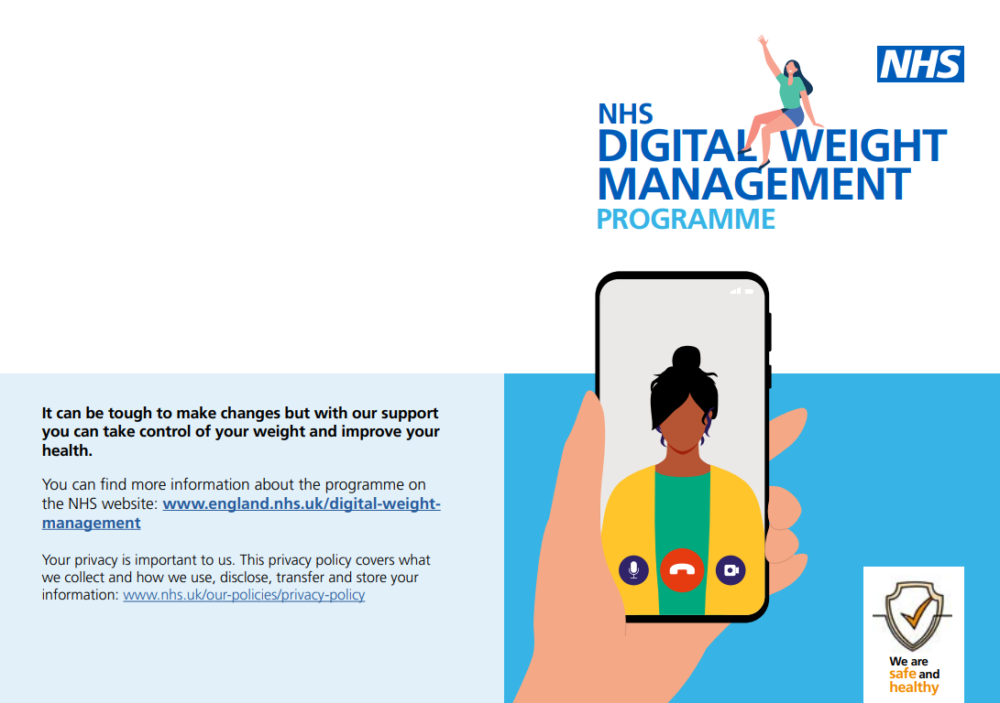 NHS
NHS
DIGITAL WEIGHT
MANAGEMENT
PROGRAMME
It can be tough to make changes but with our support
you can take control of your weight and improve your
health.
You can find more information about the programme on
the NHS website: www.england.nhs.uk/digital-weight-
management
Your privacy is important to us. This privacy policy covers what
we collect and how we use, disclose, transfer and store your
information: www.nhs.uk/our-policies/privacy-policy
We are
safe and
healthy